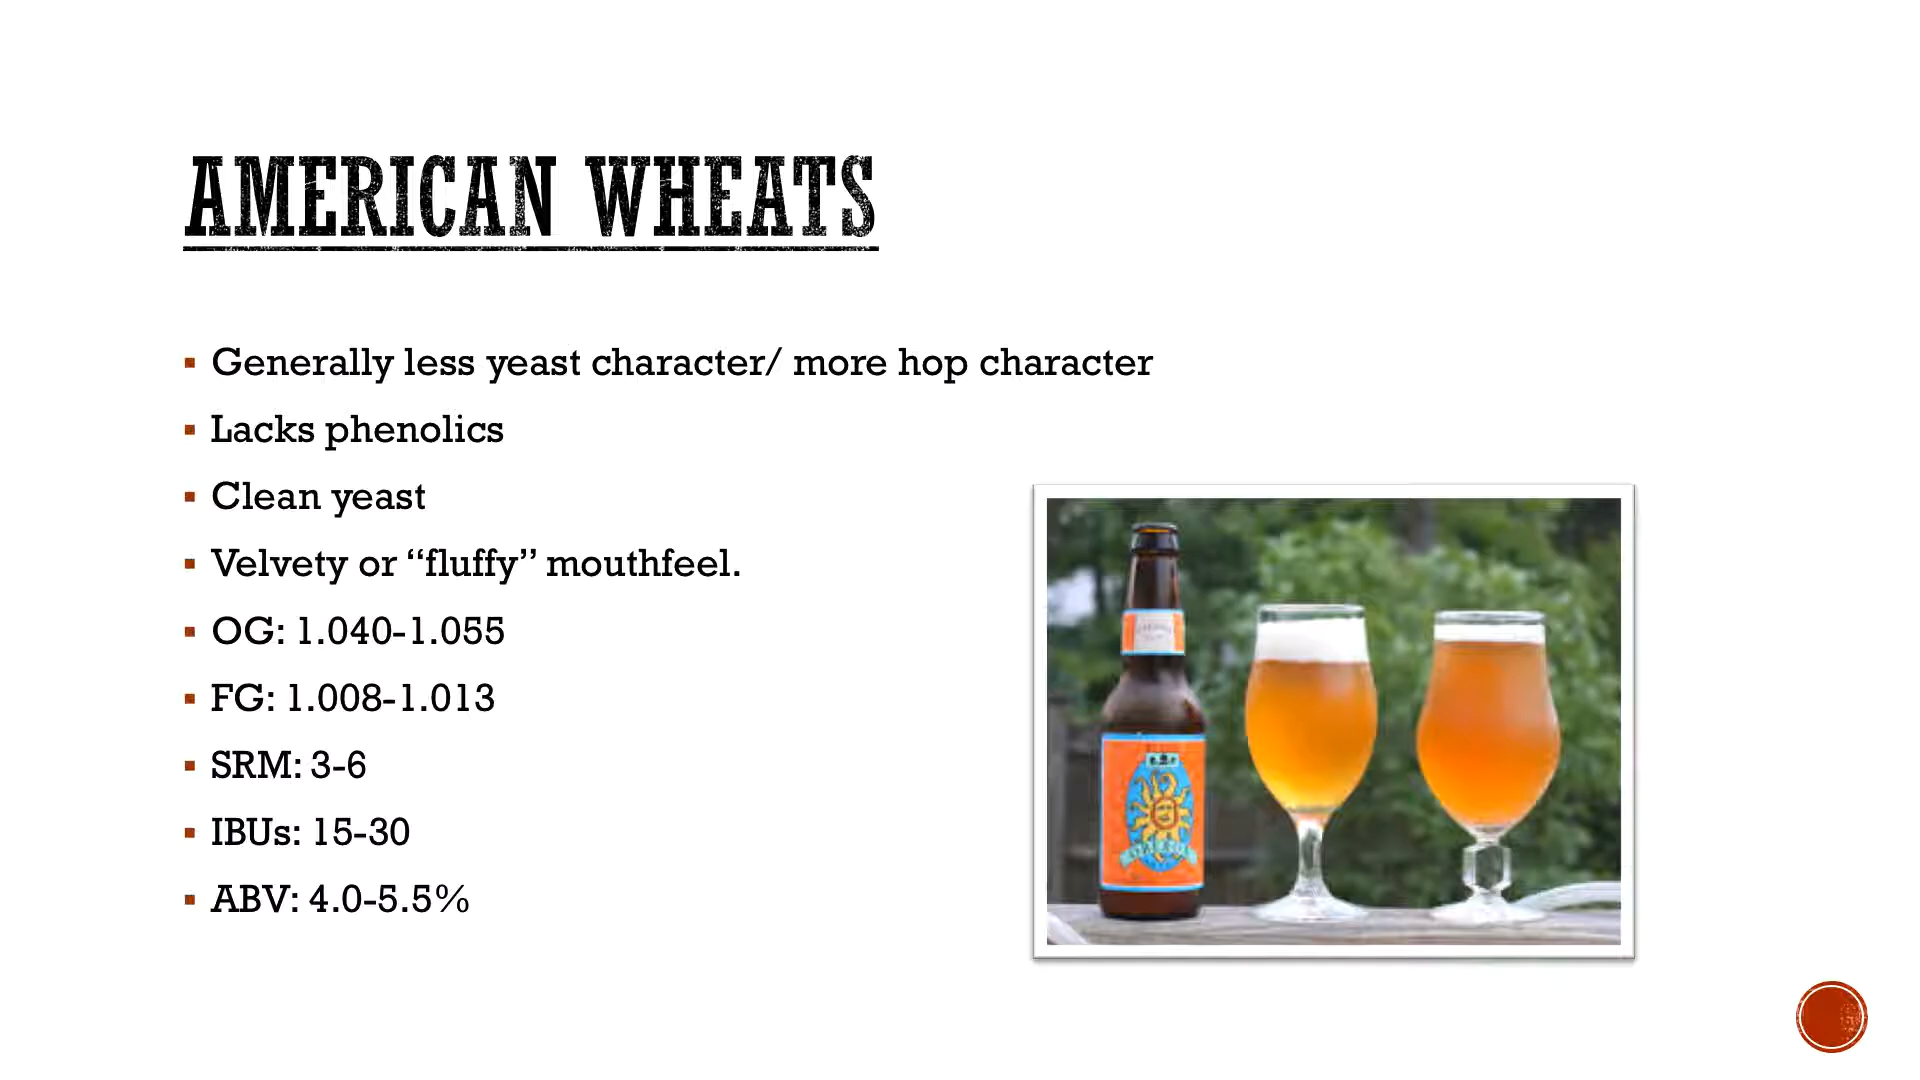 AMERICAN WHEATS
Generally less yeast character/ more hop character
Lacks phenolics
Clean yeast
Velvety or “fluffy” mouthfeel.
OG: 1.040-1.055
FG: 1.008-1.013
SRM: 3-6
IBUs: 15-30
ABV: 4.0-5.5%